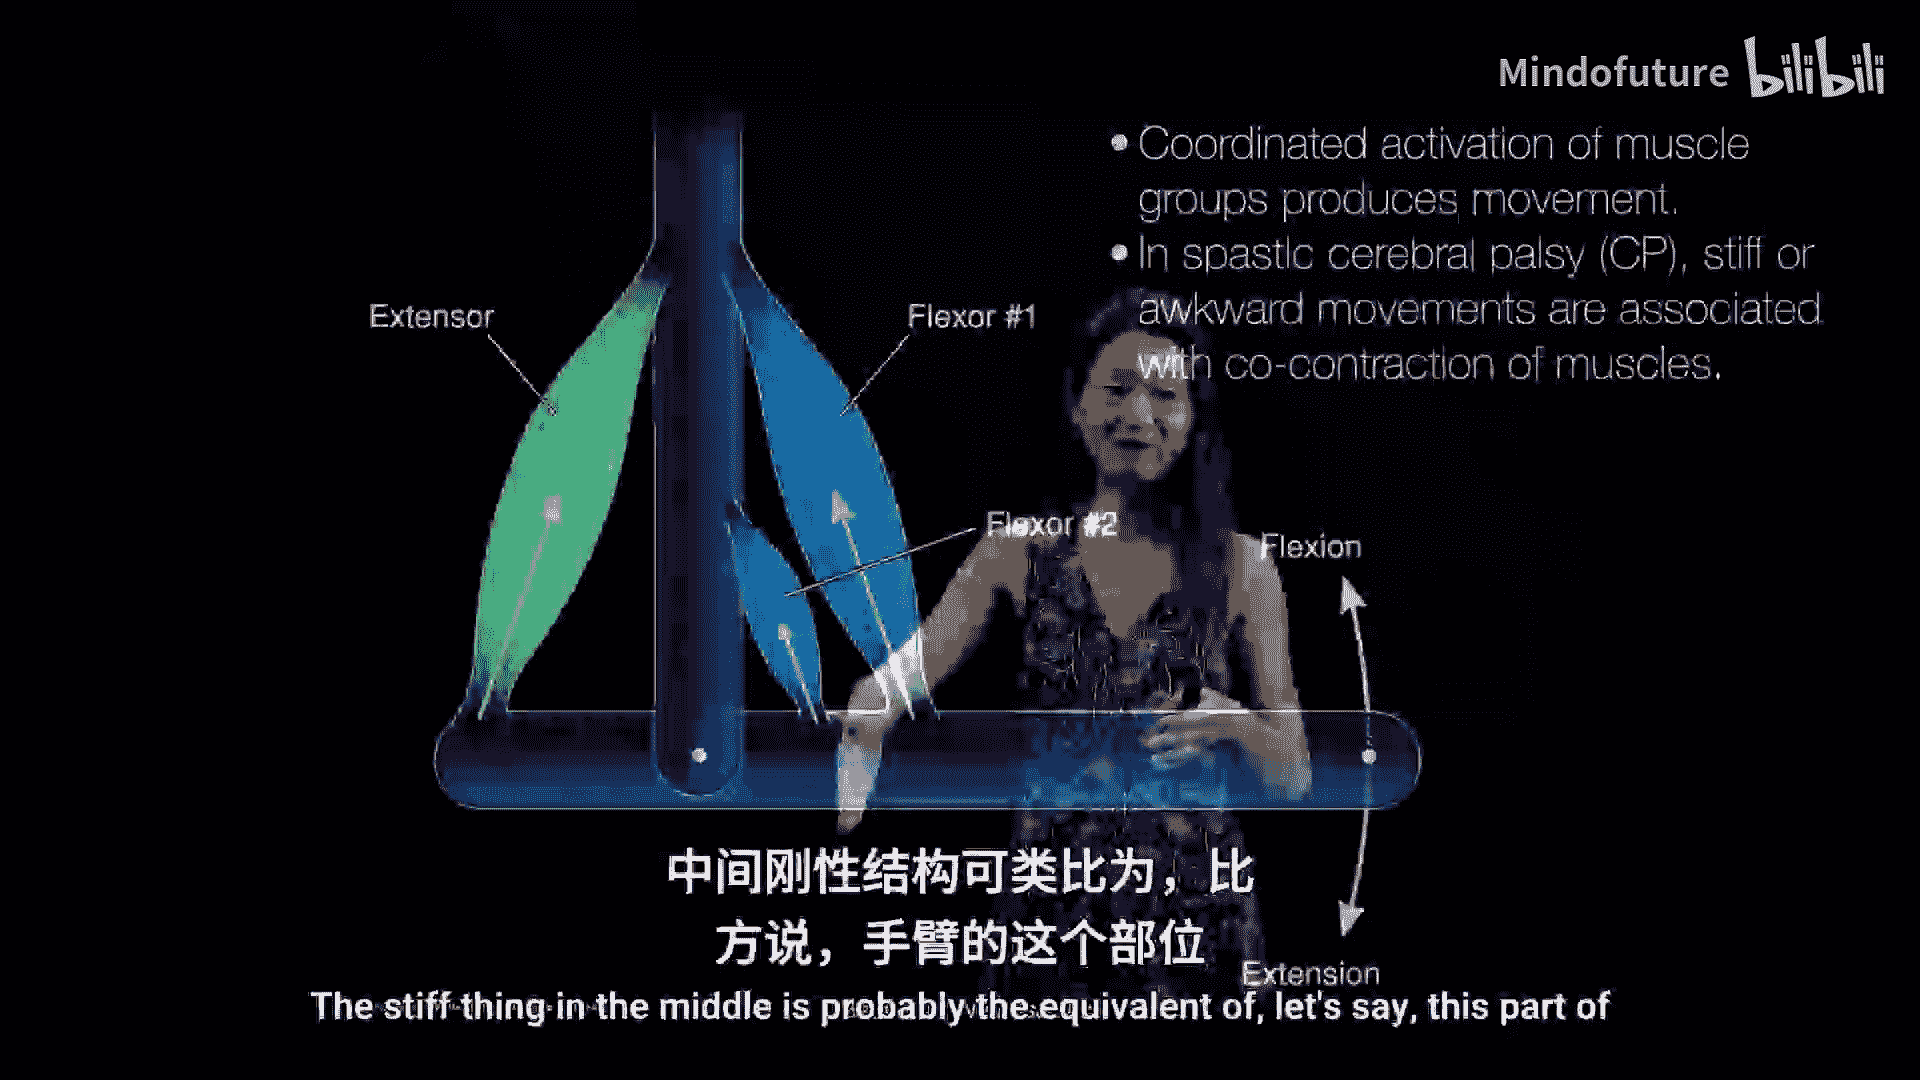 Mindofuture bilibili
• Coordinated activation of muscle
groups produces movement.
• In spastic cerebral palsy (CP), stiff or
awkward movements are associated
with co-contraction of muscles.
Extensor
Flexor #1
Flexor #2
Flexion
Extension
中间刚性结构可类比为，比
方说，手臂的这个部位
The stiff thing in the middle is probably the equivalent of, let's say, this part of